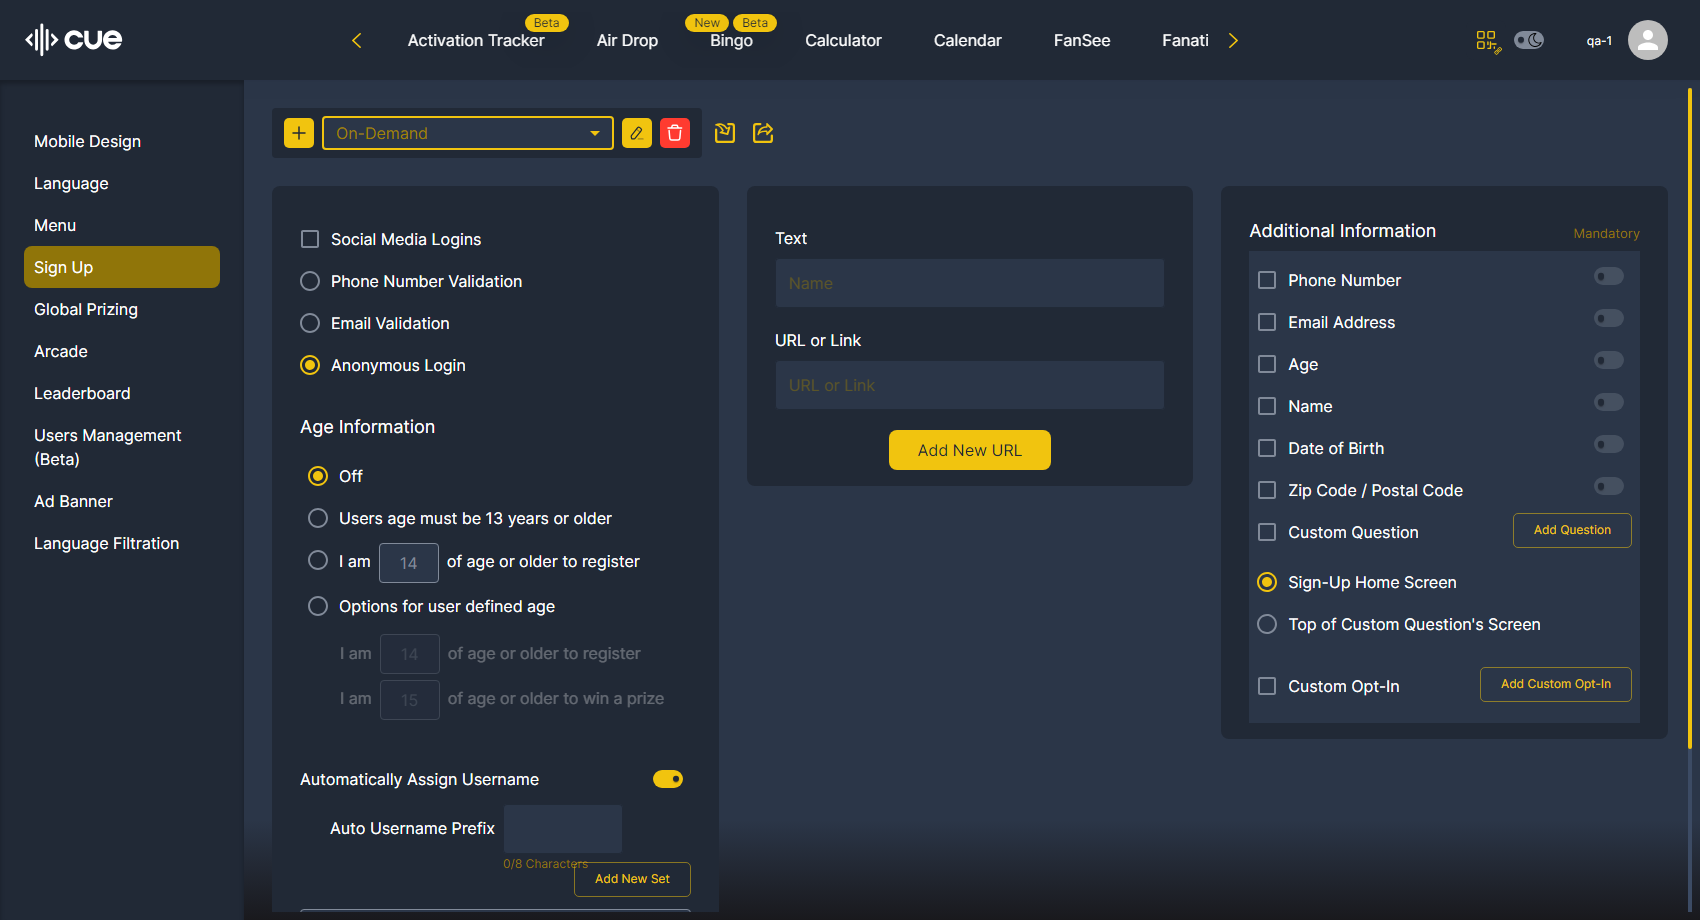 cue
Beta
New
Beta
Activation Tracker
Air Drop
Bingo
Calculator
Calendar
FanSee
Fanati
qa-1
Mobile Design
Language
Menu
Sign Up
Global Prizing
Arcade
Leaderboard
Users Management
(Beta)
Ad Banner
Language Filtration
On-Demand
Social Media Logins
Phone Number Validation
Email Validation
Anonymous Login
Age Information
Off
Users age must be 13 years or older
I am 14 of age or older to register
Options for user defined age
I am 14 of age or older to register
I am 15 of age or older to win a prize
Automatically Assign Username
Auto Username Prefix
0/8 Characters
Add New Set
Text
Name
URL or Link
URL or Link
Add New URL
Additional Information
Mandatory
Phone Number
Email Address
Age
Name
Date of Birth
Zip Code / Postal Code
Custom Question
Add Question
Sign-Up Home Screen
Top of Custom Question's Screen
Custom Opt-In
Add Custom Opt-In